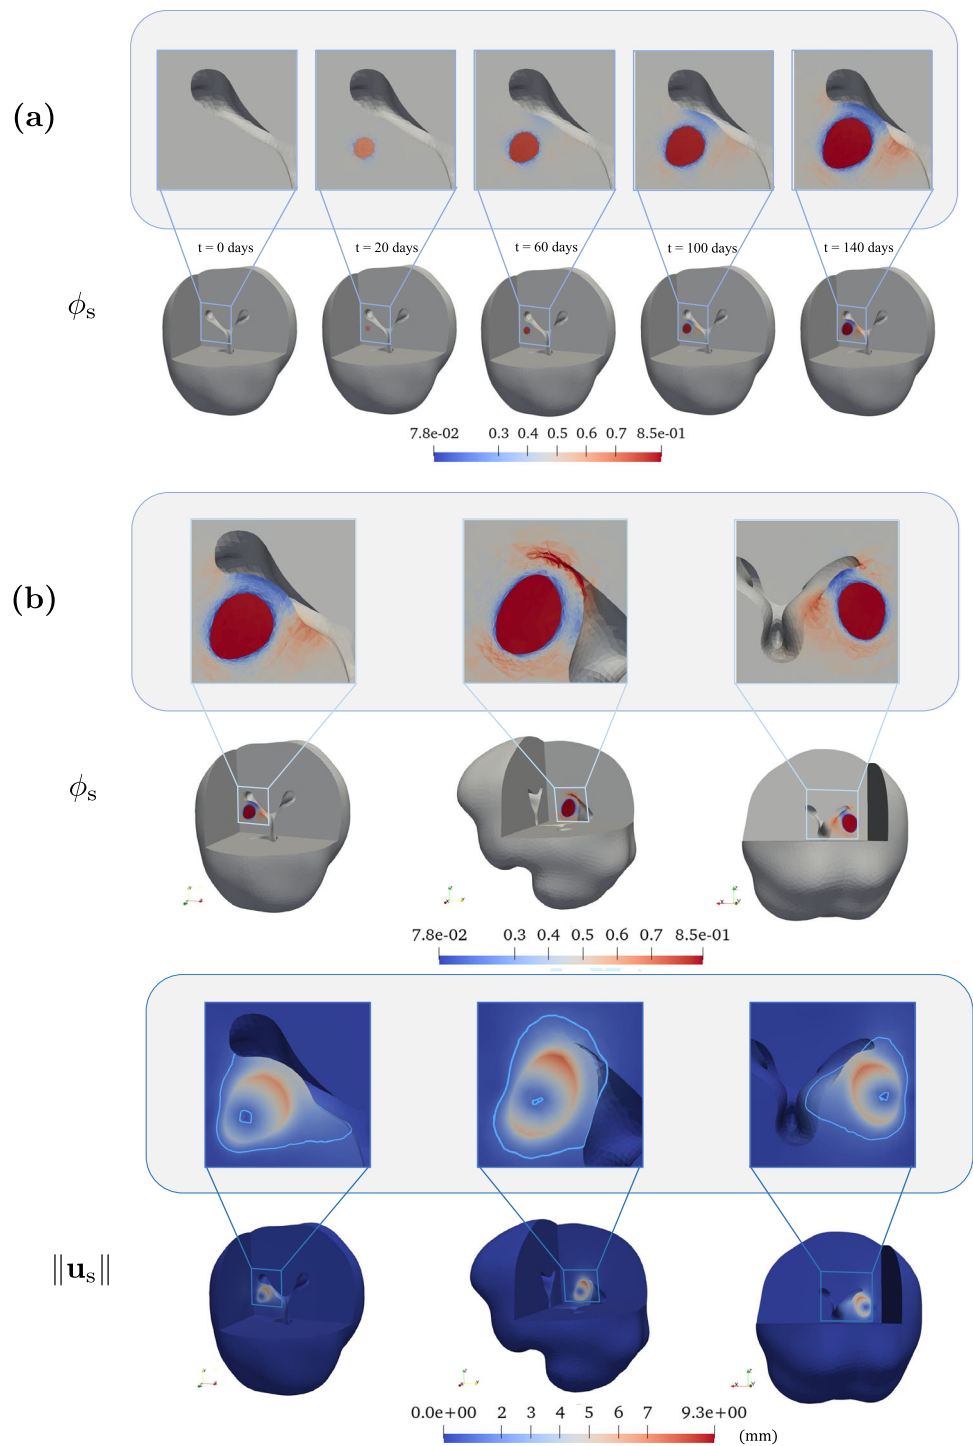 (a)
t = 0 days t = 20 days t = 60 days t = 100 days t = 140 days
ϕs
7.8e-02 0.3 0.4 0.5 0.6 0.7 8.5e-01
(b)
ϕs
7.8e-02 0.3 0.4 0.5 0.6 0.7 8.5e-01
‖us‖
0.0e+00 2 3 4 5 6 7 9.3e+00
(mm)